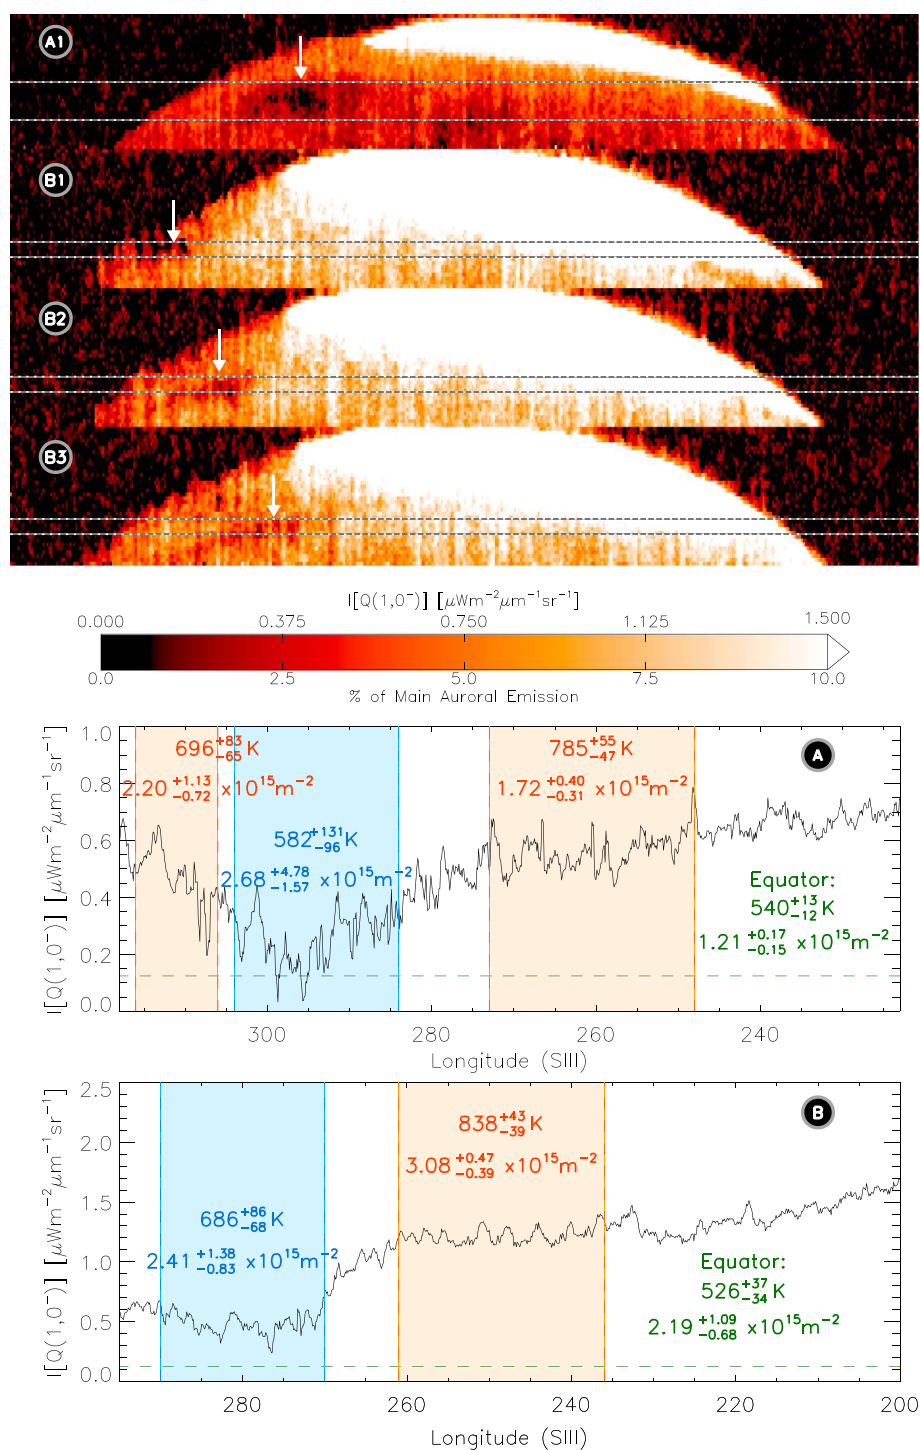 A1
B1
B2
B3
I[Q(1,0⁻)] [μWm⁻²μm⁻¹sr⁻¹]
0.000 0.375 0.750 1.125 1.500
0.0 2.5 5.0 7.5 10.0
% of Main Auroral Emission
I[Q(1,0⁻)] [μWm⁻²μm⁻¹sr⁻¹]
1.0
0.8
0.6
0.4
0.2
0.0
A
696 +83 −65 K
2.20 +1.13 −0.72 x10¹⁵m⁻²
582 +131 −96 K
2.68 +4.78 −1.57 x10¹⁵m⁻²
785 +55 −47 K
1.72 +0.40 −0.31 x10¹⁵m⁻²
Equator:
540 +13 −12 K
1.21 +0.17 −0.15 x10¹⁵m⁻²
300 280 260 240
Longitude (SIII)
I[Q(1,0⁻)] [μWm⁻²μm⁻¹sr⁻¹]
2.5
2.0
1.5
1.0
0.5
0.0
B
686 +86 −68 K
2.41 +1.38 −0.83 x10¹⁵m⁻²
838 +43 −39 K
3.08 +0.47 −0.39 x10¹⁵m⁻²
Equator:
526 +37 −34 K
2.19 +1.09 −0.68 x10¹⁵m⁻²
280 260 240 220 200
Longitude (SIII)